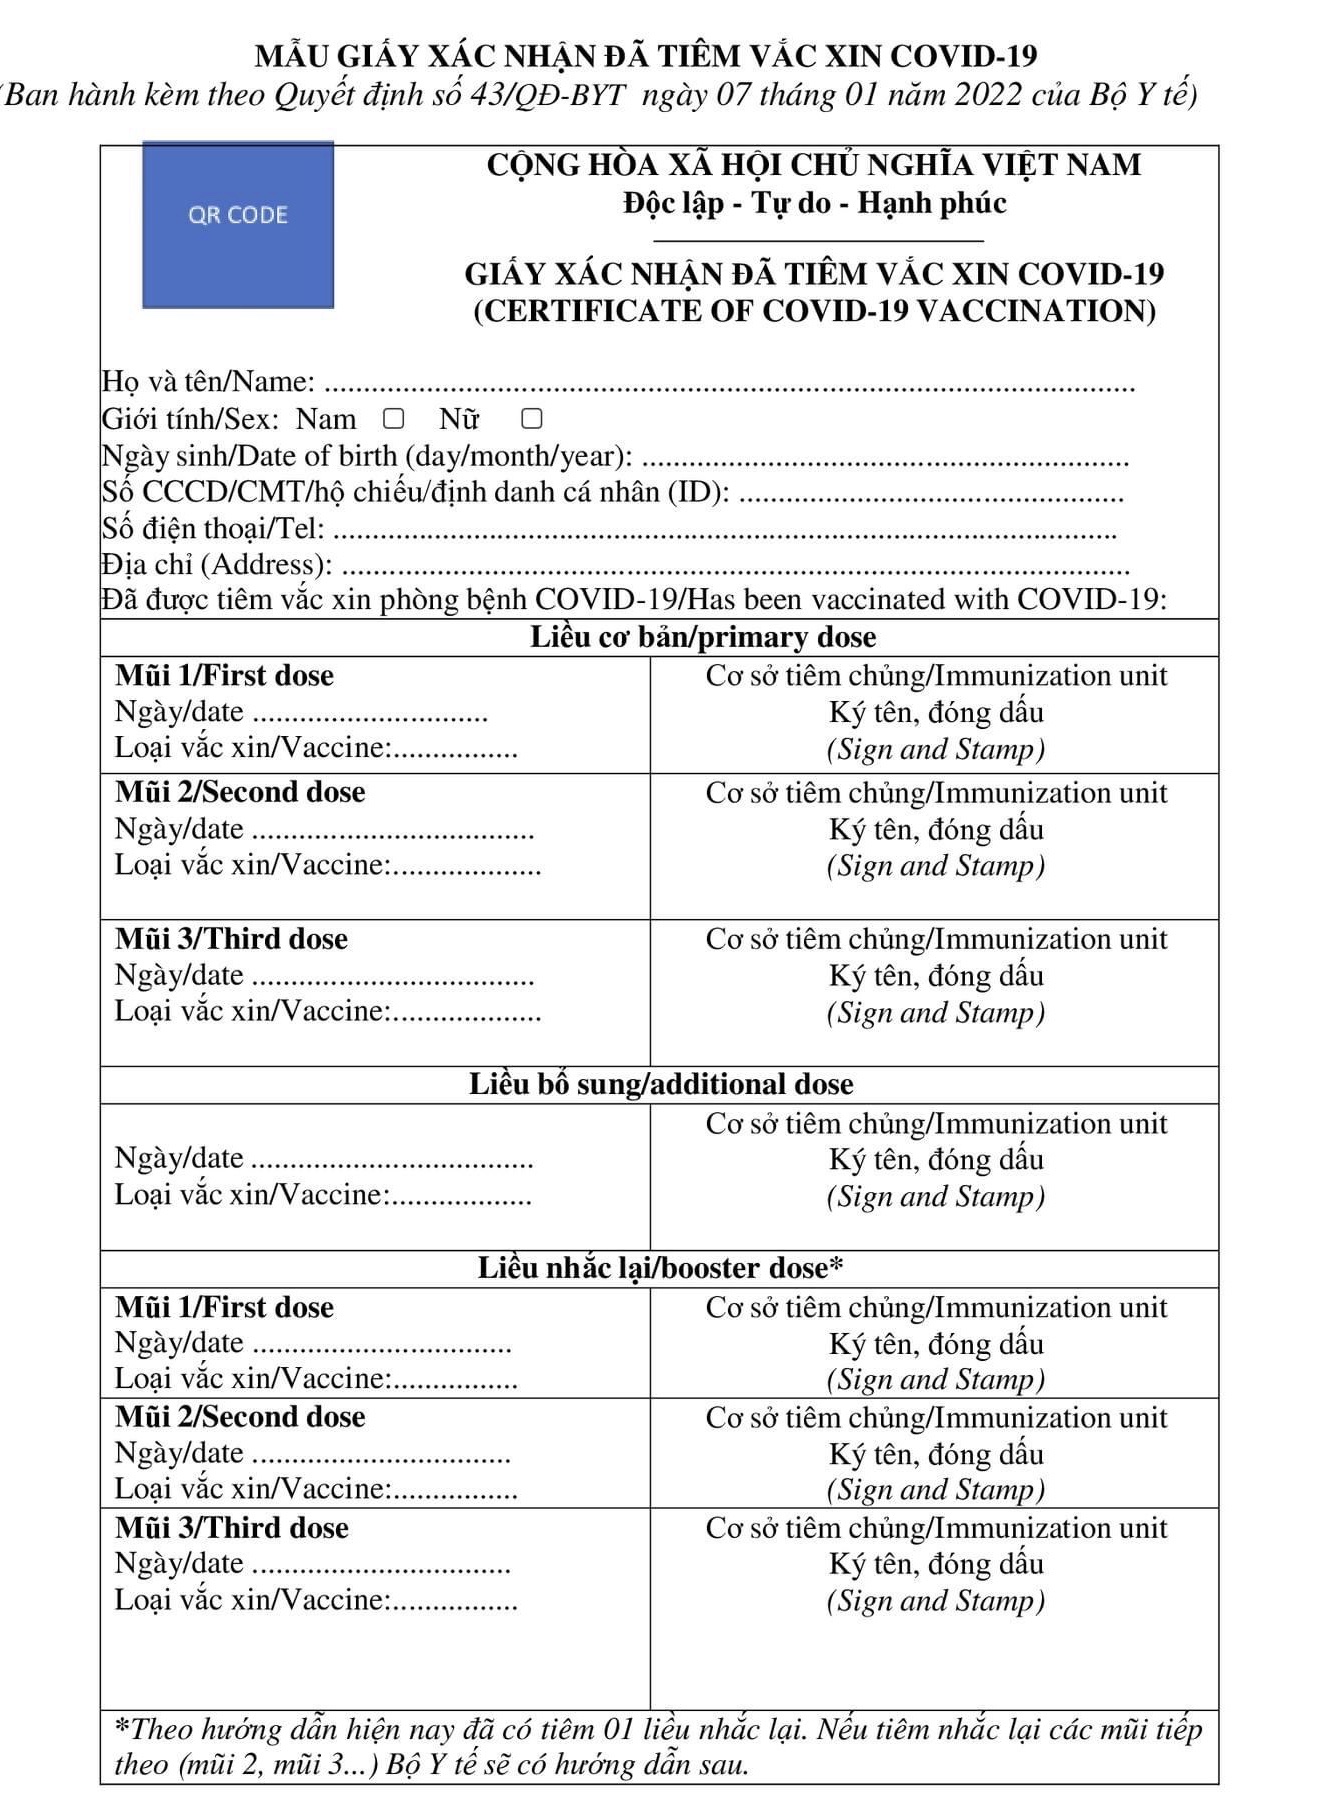 MẪU GIẤY XÁC NHẬN ĐÃ TIÊM VẮC XIN COVID-19
(Ban hành kèm theo Quyết định số 43/QĐ-BYT ngày 07 tháng 01 năm 2022 của Bộ Y tế)
QR CODE
CỘNG HÒA XÃ HỘI CHỦ NGHĨA VIỆT NAM
Độc lập - Tự do - Hạnh phúc
GIẤY XÁC NHẬN ĐÃ TIÊM VẮC XIN COVID-19
(CERTIFICATE OF COVID-19 VACCINATION)
Họ và tên/Name: ........................................................................................................
Giới tính/Sex: Nam ▢ Nữ ▢
Ngày sinh/Date of birth (day/month/year): ...............................................................
Số CCCD/CMT/hộ chiếu/định danh cá nhân (ID): .................................................
Số điện thoại/Tel: .....................................................................................................
Địa chỉ (Address): .....................................................................................................
Đã được tiêm vắc xin phòng bệnh COVID-19/Has been vaccinated with COVID-19:
Liều cơ bản/primary dose
Mũi 1/First dose
Ngày/date ..............................
Loại vắc xin/Vaccine:................
Cơ sở tiêm chủng/Immunization unit
Ký tên, đóng dấu
(Sign and Stamp)
Mũi 2/Second dose
Ngày/date ....................................
Loại vắc xin/Vaccine:...................
Cơ sở tiêm chủng/Immunization unit
Ký tên, đóng dấu
(Sign and Stamp)
Mũi 3/Third dose
Ngày/date ....................................
Loại vắc xin/Vaccine:...................
Cơ sở tiêm chủng/Immunization unit
Ký tên, đóng dấu
(Sign and Stamp)
Liều bổ sung/additional dose
Ngày/date ....................................
Loại vắc xin/Vaccine:..................
Cơ sở tiêm chủng/Immunization unit
Ký tên, đóng dấu
(Sign and Stamp)
Liều nhắc lại/booster dose*
Mũi 1/First dose
Ngày/date .................................
Loại vắc xin/Vaccine:................
Cơ sở tiêm chủng/Immunization unit
Ký tên, đóng dấu
(Sign and Stamp)
Mũi 2/Second dose
Ngày/date .................................
Loại vắc xin/Vaccine:................
Cơ sở tiêm chủng/Immunization unit
Ký tên, đóng dấu
(Sign and Stamp)
Mũi 3/Third dose
Ngày/date .................................
Loại vắc xin/Vaccine:................
Cơ sở tiêm chủng/Immunization unit
Ký tên, đóng dấu
(Sign and Stamp)
*Theo hướng dẫn hiện nay đã có tiêm 01 liều nhắc lại. Nếu tiêm nhắc lại các mũi tiếp
theo (mũi 2, mũi 3...) Bộ Y tế sẽ có hướng dẫn sau.